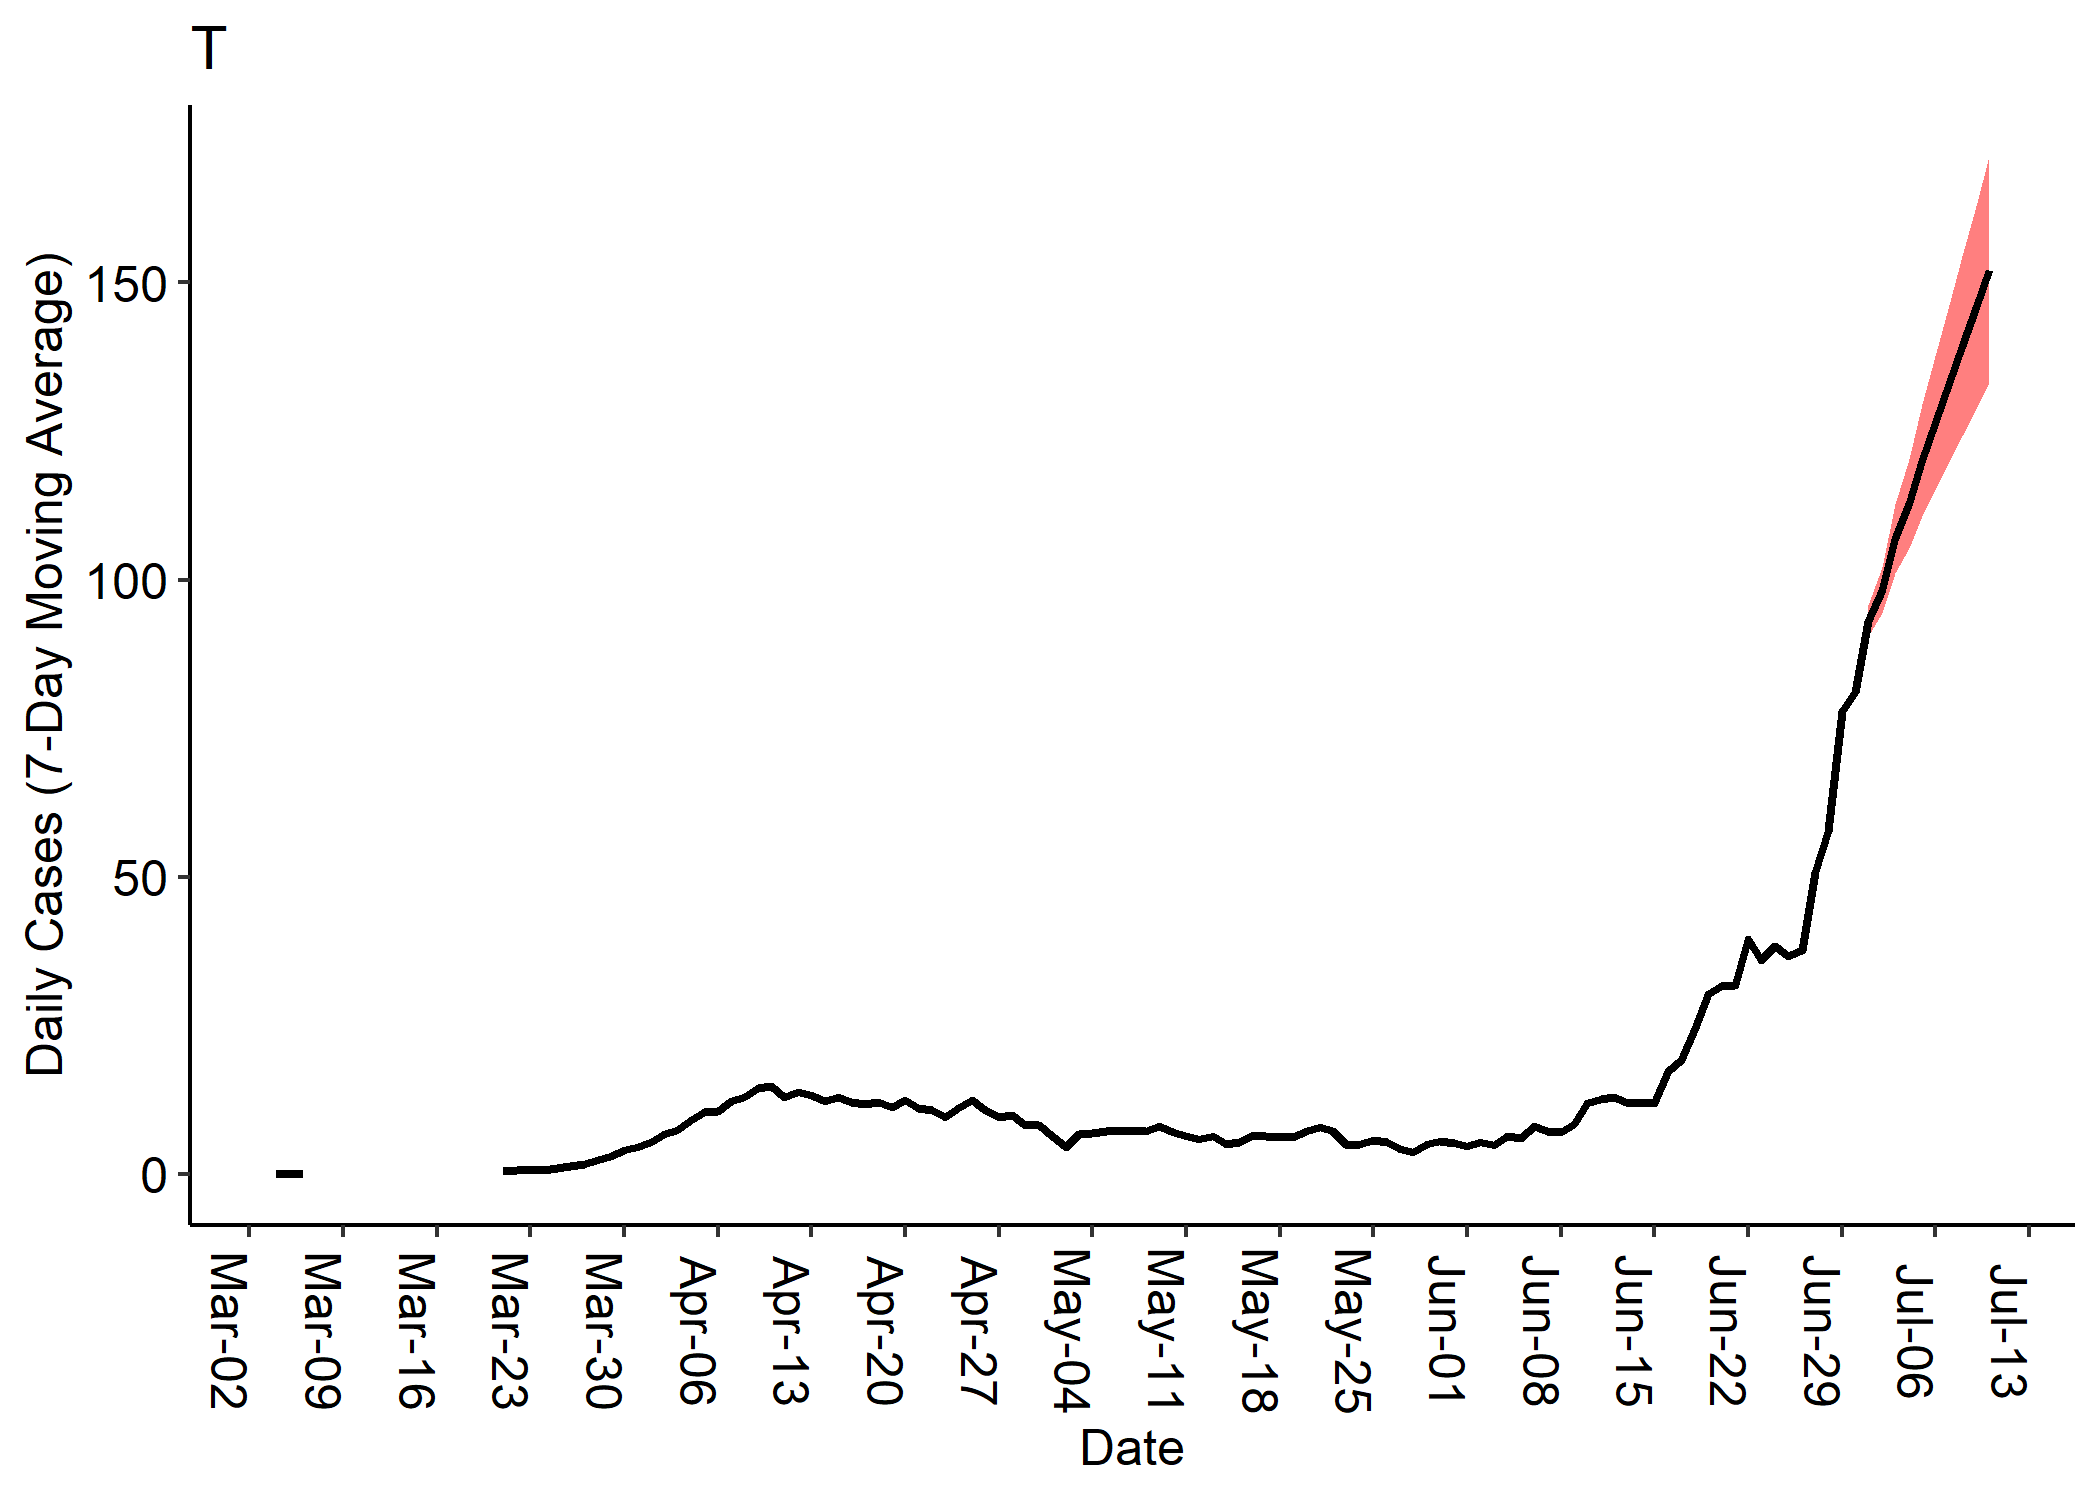 T
Daily Cases (7-Day Moving Average)
150
100
50
0
Mar-02
Mar-09
Mar-16
Mar-23
Mar-30
Apr-06
Apr-13
Apr-20
Apr-27
May-04
May-11
May-18
May-25
Jun-01
Jun-08
Jun-15
Jun-22
Jun-29
Jul-06
Jul-13
Date